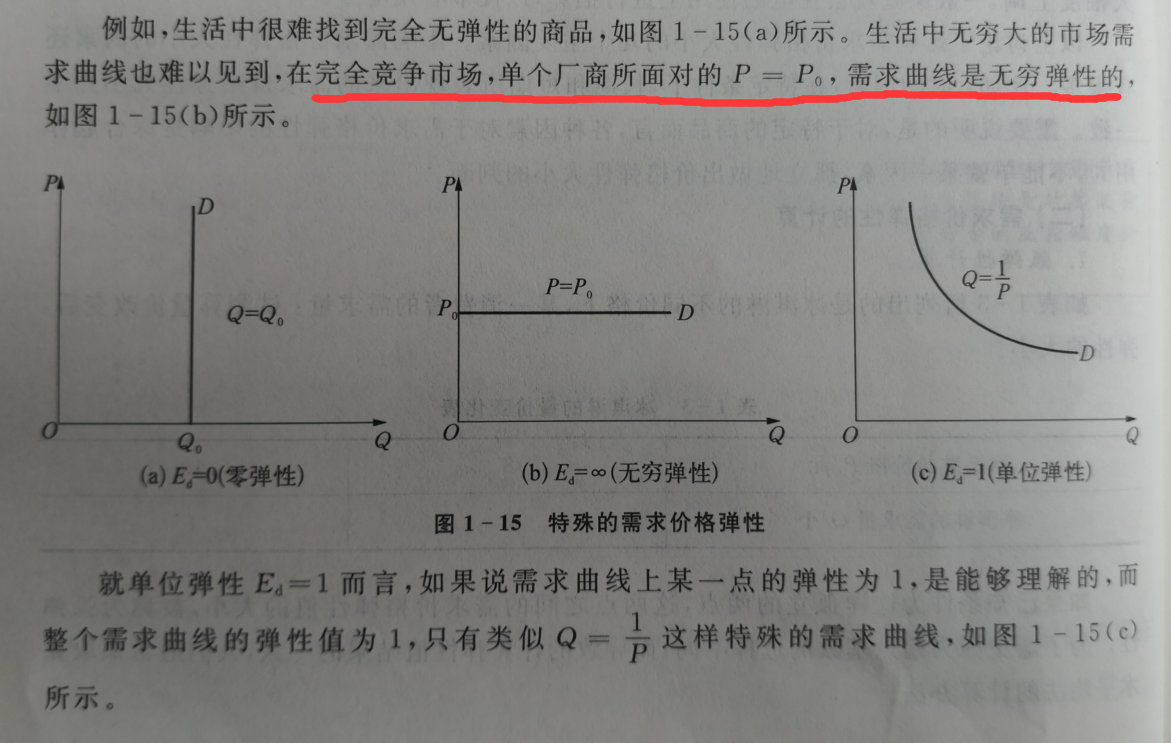 例如,生活中很难找到完全无弹性的商品,如图 1-15(a)所示。生活中无穷大的市场需
求曲线也难以见到,在完全竞争市场,单个厂商所面对的 P = P₀,需求曲线是无穷弹性的,
如图 1-15(b)所示。
P
D
Q=Q₀
O
Q₀
Q
(a) E_d=0(零弹性)
P
P=P₀
P₀
D
O
Q
(b) E_d=∞(无穷弹性)
P
Q=1/P
D
O
Q
(c) E_d=1(单位弹性)
图 1-15 特殊的需求价格弹性
就单位弹性 E_d=1 而言,如果说需求曲线上某一点的弹性为 1,是能够理解的,而
整个需求曲线的弹性值为 1,只有类似 Q = 1/P 这样特殊的需求曲线,如图 1-15(c)
所示。